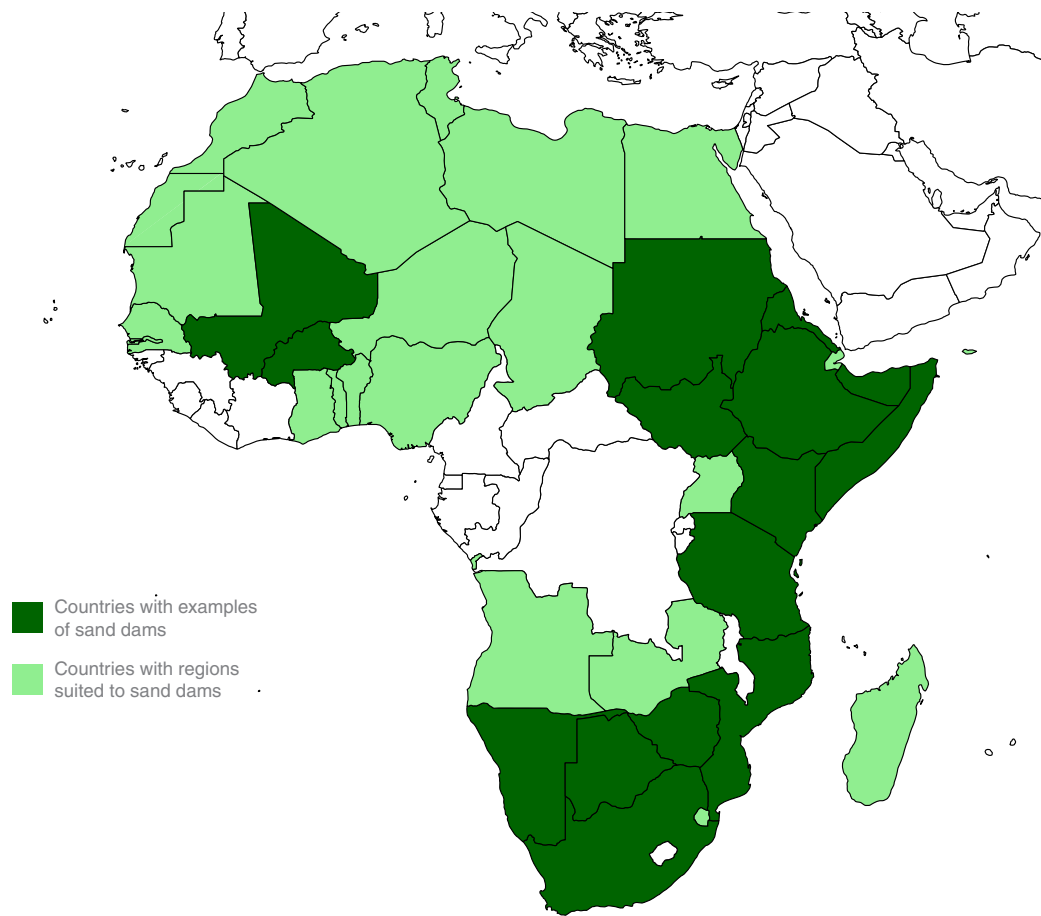 Countries with examples
of sand dams
Countries with regions
suited to sand dams